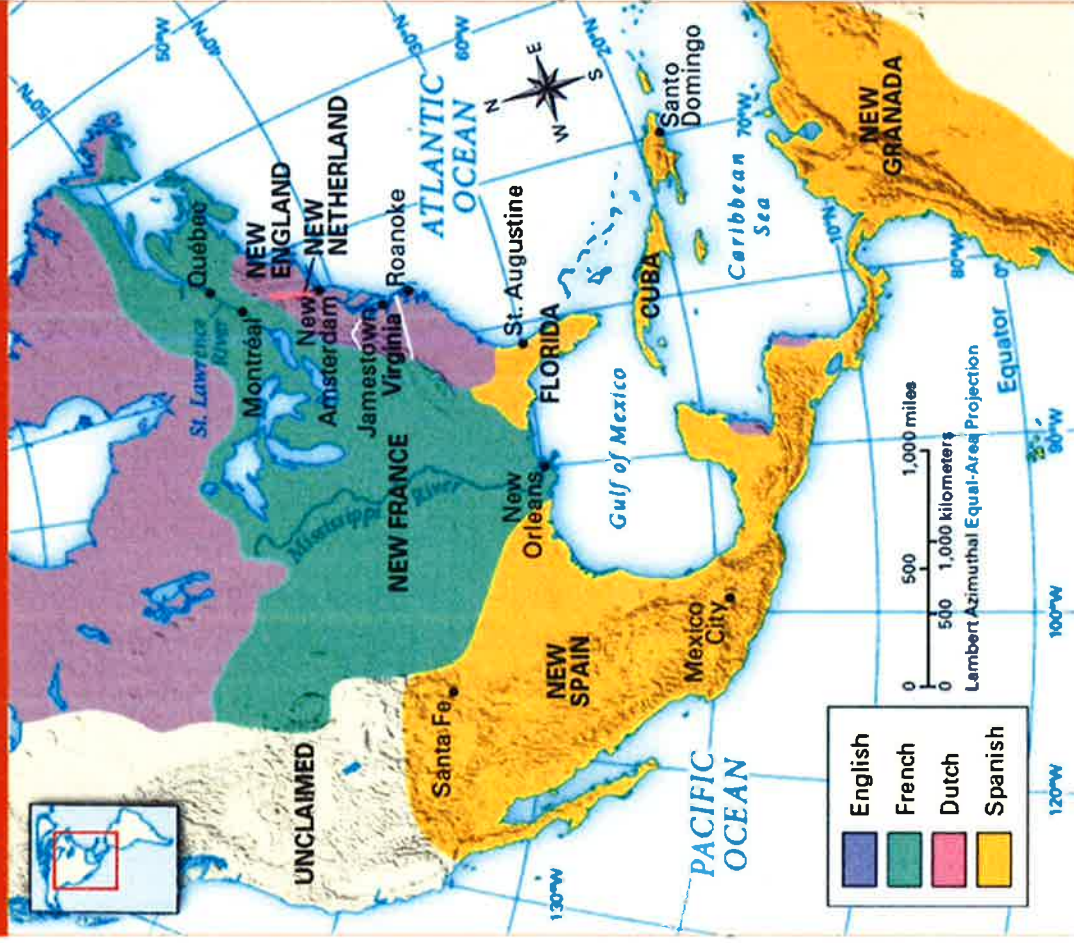 50°W
40°N
50°N
30°N
60°W
20°N
N
E
W
S
ATLANTIC
OCEAN
Québec
St. Lawrence
River
Montréal
NEW
ENGLAND
NEW
NETHERLAND
New
Amsterdam
Jamestown
Virginia
Roanoke
NEW FRANCE
Mississippi
River
UNCLAIMED
St. Augustine
FLORIDA
New
Orleans
Gulf of Mexico
Santa Fe
NEW
SPAIN
Mexico
City
CUBA
Santo
Domingo
Caribbean
Sea
70°W
NEW
GRANADA
10°N
80°W
0°
Equator
90°W
PACIFIC
OCEAN
130°W
120°W
100°W
0 500 1,000 miles
0 500 1,000 kilometers
Lambert Azimuthal Equal-Area Projection
English
French
Dutch
Spanish